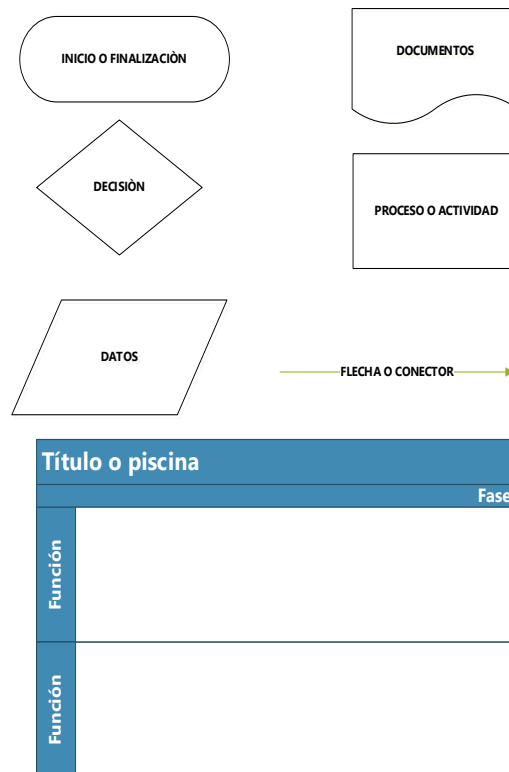 INICIO O FINALIZACIÒN
DOCUMENTOS
DECISIÒN
PROCESO O ACTIVIDAD
DATOS
FLECHA O CONECTOR
Título o piscina
Fase
Función
Función